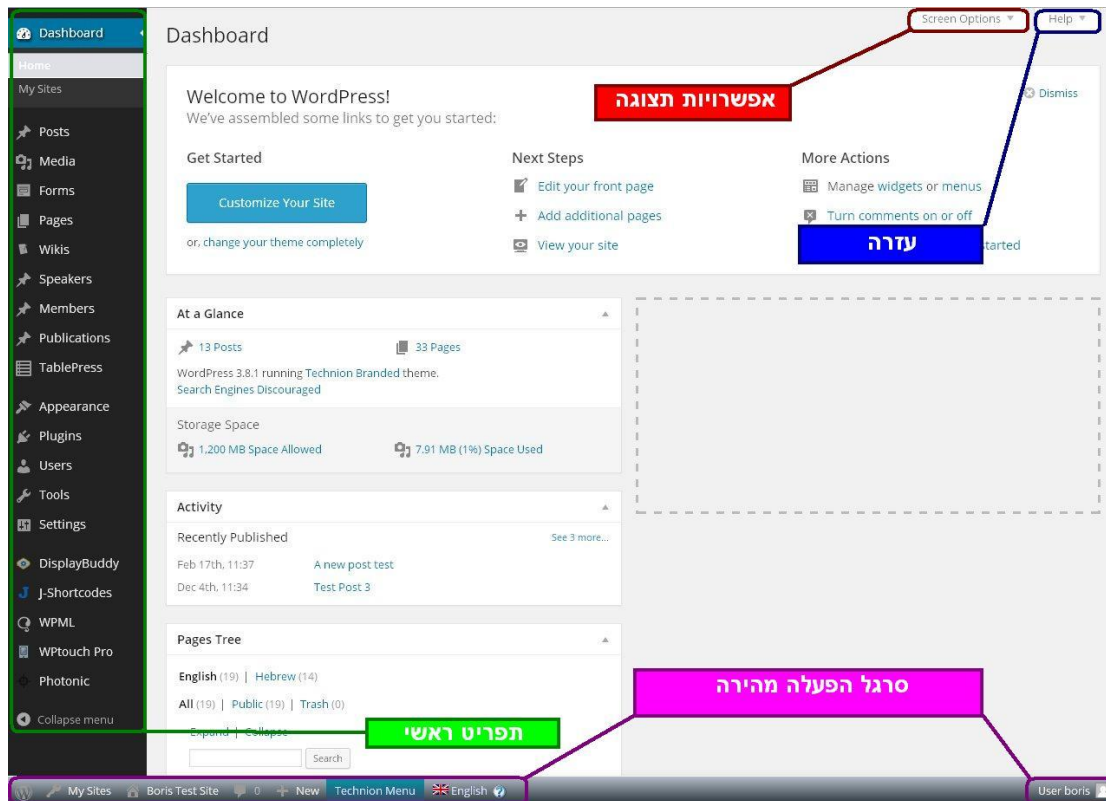 Screen Options
Help
Dashboard
Home
My Sites
Posts
Media
Forms
Pages
Wikis
Speakers
Members
Publications
TablePress
Appearance
Plugins
Users
Tools
Settings
DisplayBuddy
J-Shortcodes
WPML
WPtouch Pro
Photonic
Collapse menu
Dashboard
אפשרויות תצוגה
Welcome to WordPress!
Dismiss
We've assembled some links to get you started:
Get Started
Customize Your Site
or, change your theme completely
Next Steps
Edit your front page
Add additional pages
View your site
More Actions
Manage widgets or menus
Turn comments on or off
started
עזרה
At a Glance
13 Posts
33 Pages
WordPress 3.8.1 running Technion Branded theme.
Search Engines Discouraged
Storage Space
1,200 MB Space Allowed
7.91 MB (1%) Space Used
Activity
Recently Published
See 3 more...
Feb 17th, 11:37 A new post test
Dec 4th, 11:34 Test Post 3
Pages Tree
English (19) | Hebrew (14)
All (19) | Public (19) | Trash (0)
Expand | Collapse
Search
סרגל הפעלה מהירה
תפריט ראשי
My Sites
Boris Test Site
0
New
Technion Menu
English
User boris